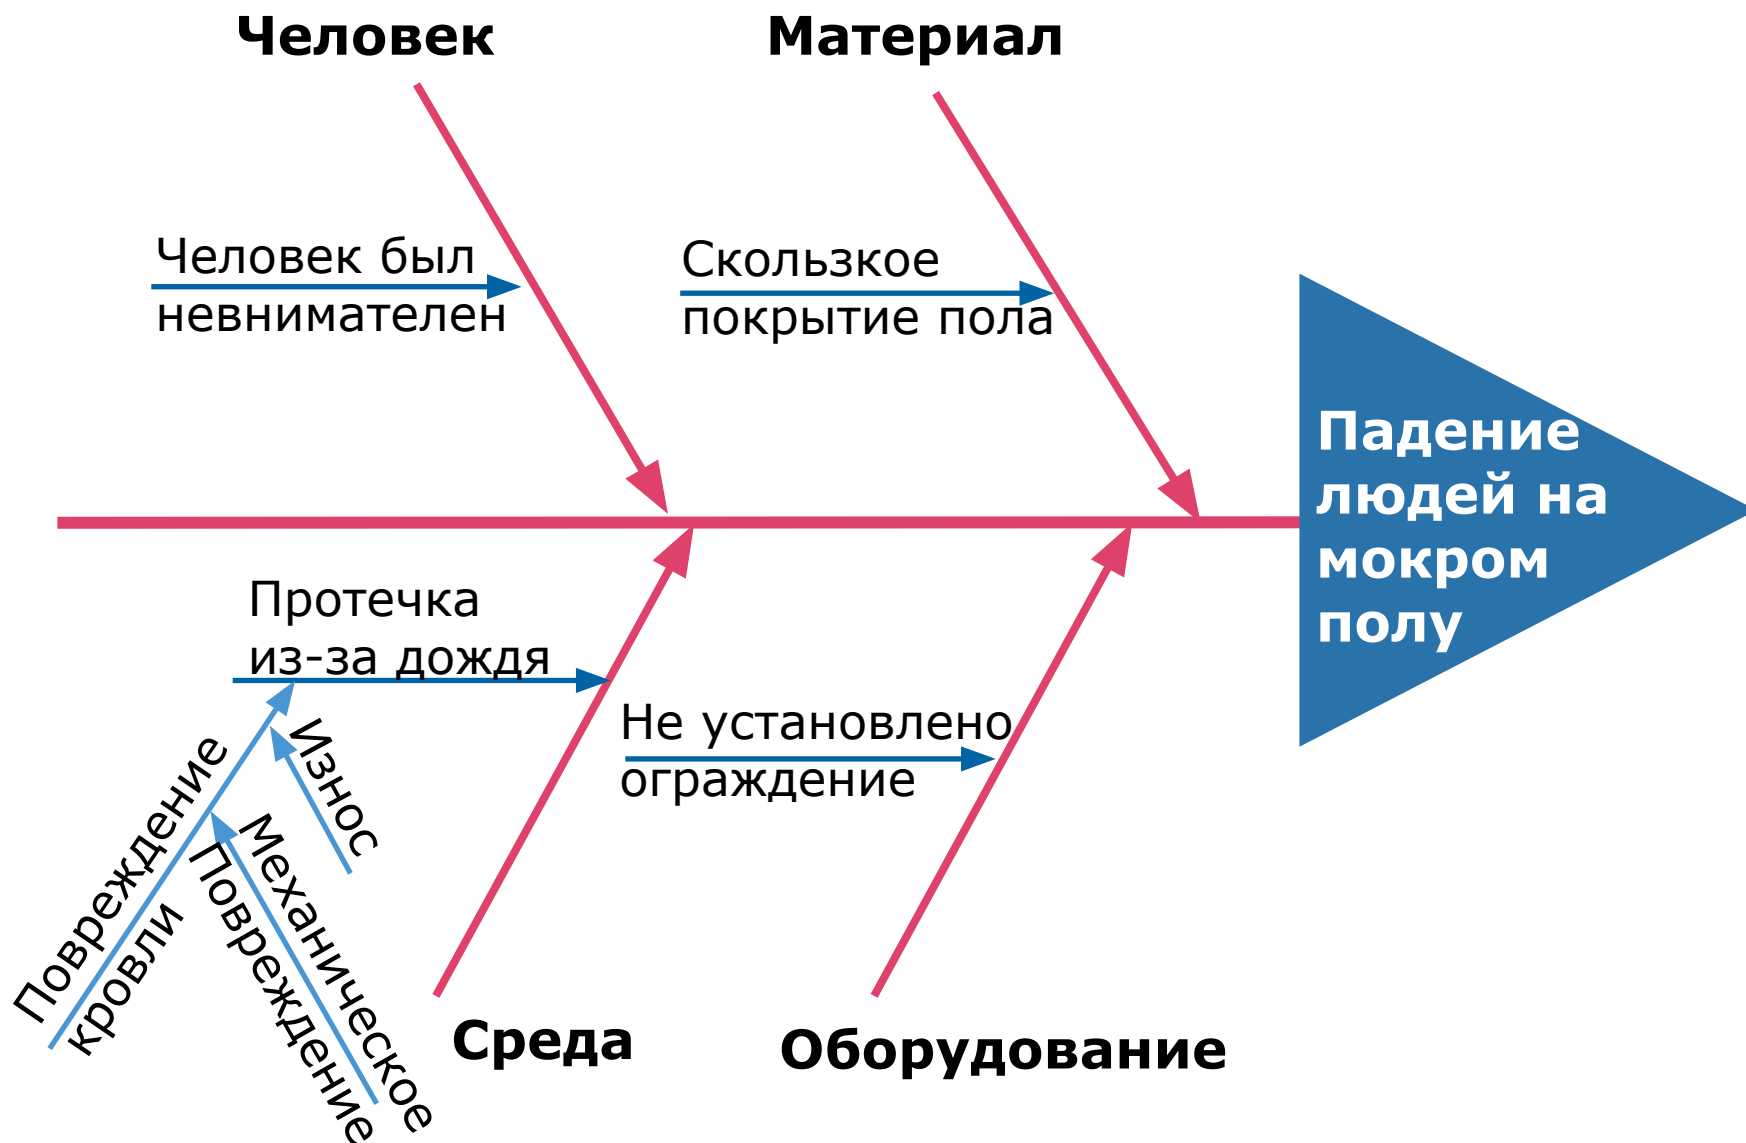 Человек
Материал
Человек был
невнимателен
Скользкое
покрытие пола
Падение
людей на
мокром
полу
Протечка
из-за дождя
Не установлено
ограждение
Повреждение
кровли
Износ
Механическое
Повреждение
Среда
Оборудование